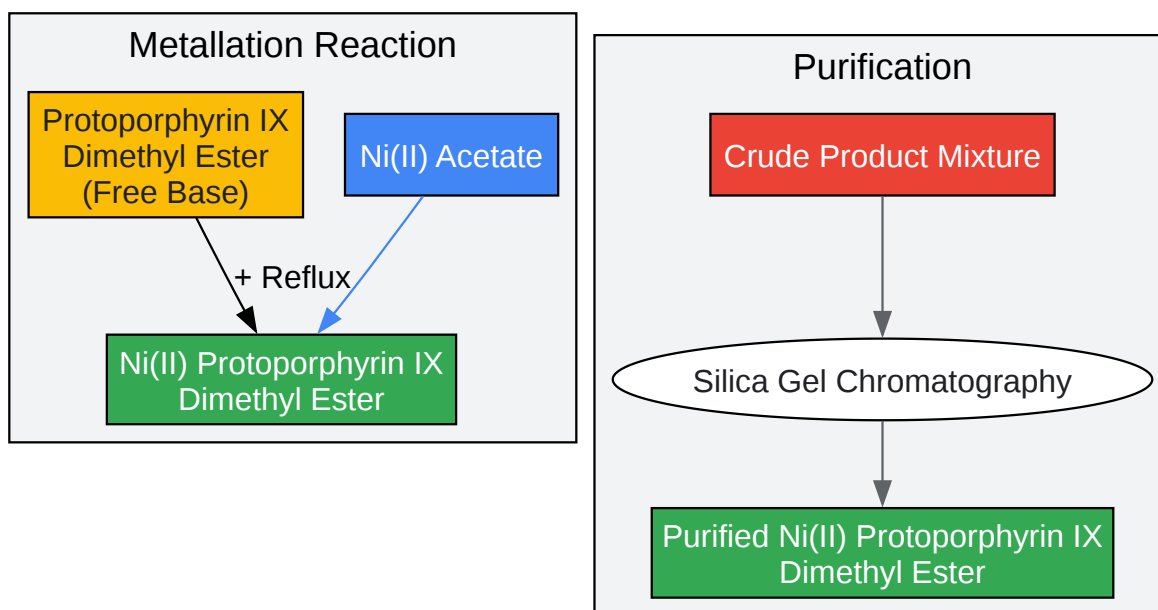 Metallation Reaction
Protoporphyrin IX
Dimethyl Ester
(Free Base)
Ni(II) Acetate
+ Reflux
Ni(II) Protoporphyrin IX
Dimethyl Ester
Purification
Crude Product Mixture
Silica Gel Chromatography
Purified Ni(II) Protoporphyrin IX
Dimethyl Ester